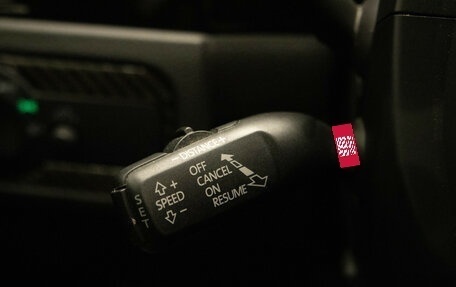 −DISTANCE+
OFF
CANCEL
ON
RESUME
+
SPEED
−
SET